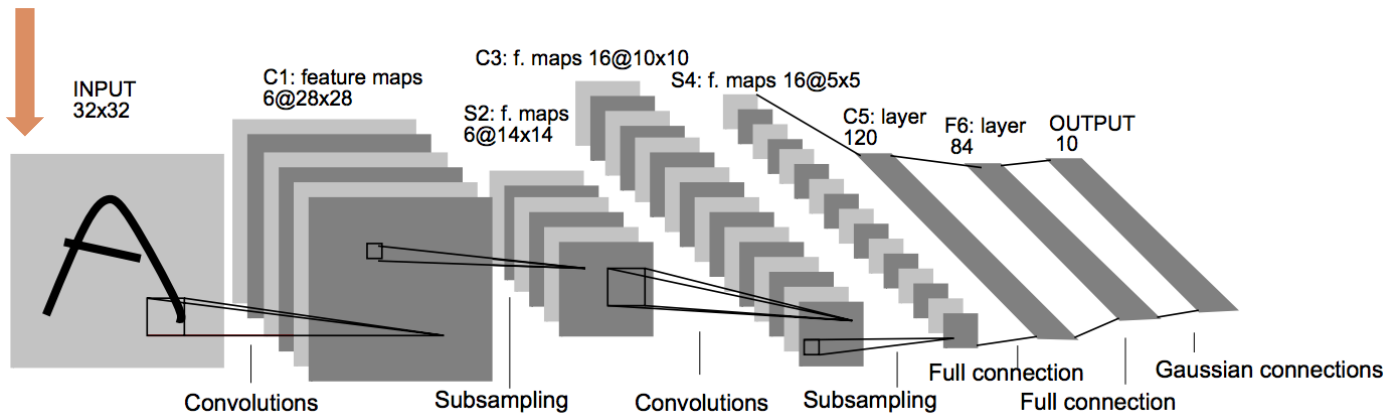 INPUT
32x32
C1: feature maps
6@28x28
S2: f. maps
6@14x14
C3: f. maps 16@10x10
S4: f. maps 16@5x5
C5: layer
120
F6: layer
84
OUTPUT
10
Convolutions
Subsampling
Convolutions
Subsampling
Full connection
Full connection
Gaussian connections